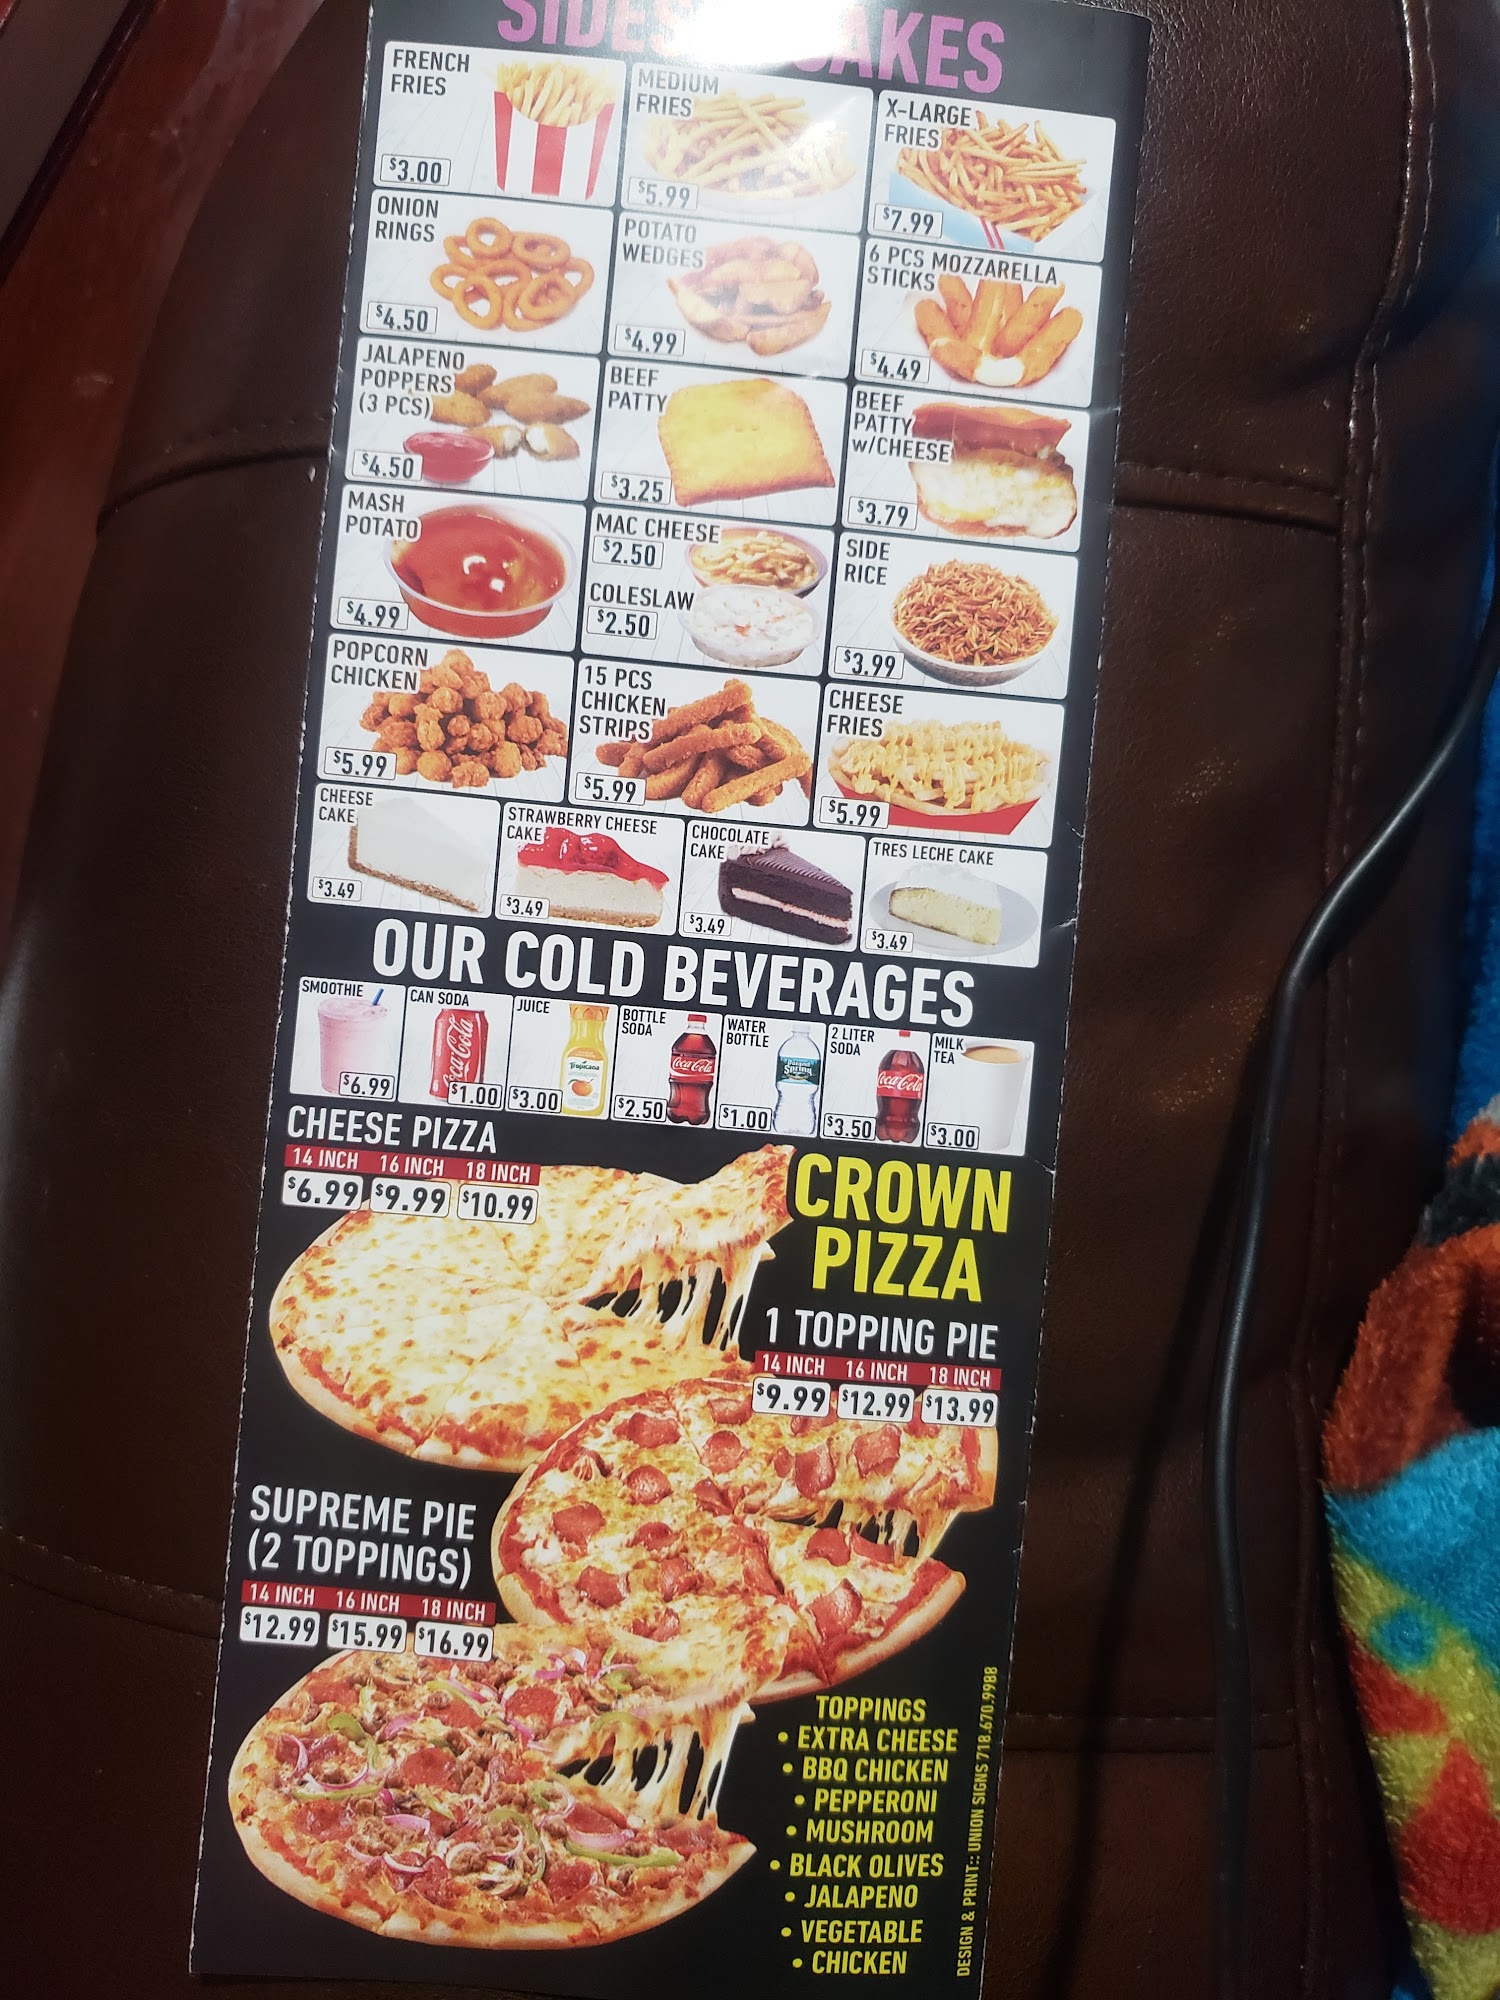 SIDES CAKES
FRENCH
FRIES
$3.00
MEDIUM
FRIES
$5.99
X-LARGE
FRIES
$7.99
ONION
RINGS
$4.50
POTATO
WEDGES
$4.99
6 PCS MOZZARELLA
STICKS
$4.49
JALAPENO
POPPERS
(3 PCS)
$4.50
BEEF
PATTY
$3.25
BEEF
PATTY
w/CHEESE
$3.79
MASH
POTATO
$4.99
MAC CHEESE
$2.50
COLESLAW
$2.50
SIDE
RICE
$3.99
POPCORN
CHICKEN
$5.99
15 PCS
CHICKEN
STRIPS
$5.99
CHEESE
FRIES
$5.99
CHEESE
CAKE
$3.49
STRAWBERRY CHEESE
CAKE
$3.49
CHOCOLATE
CAKE
$3.49
TRES LECHE CAKE
$3.49
OUR COLD BEVERAGES
SMOOTHIE
$6.99
CAN SODA
Coca-Cola
$1.00
JUICE
Tropicana
$3.00
BOTTLE
SODA
Coca-Cola
$2.50
WATER
BOTTLE
Poland
Spring
$1.00
2 LITER
SODA
Coca-Cola
$3.50
MILK
TEA
$3.00
CHEESE PIZZA
14 INCH 16 INCH 18 INCH
$6.99 $9.99 $10.99
CROWN
PIZZA
1 TOPPING PIE
14 INCH 16 INCH 18 INCH
$9.99 $12.99 $13.99
SUPREME PIE
(2 TOPPINGS)
14 INCH 16 INCH 18 INCH
$12.99 $15.99 $16.99
TOPPINGS
• EXTRA CHEESE
• BBQ CHICKEN
• PEPPERONI
• MUSHROOM
• BLACK OLIVES
• JALAPENO
• VEGETABLE
• CHICKEN
DESIGN & PRINT:: UNION SIGNS 718.670.9988